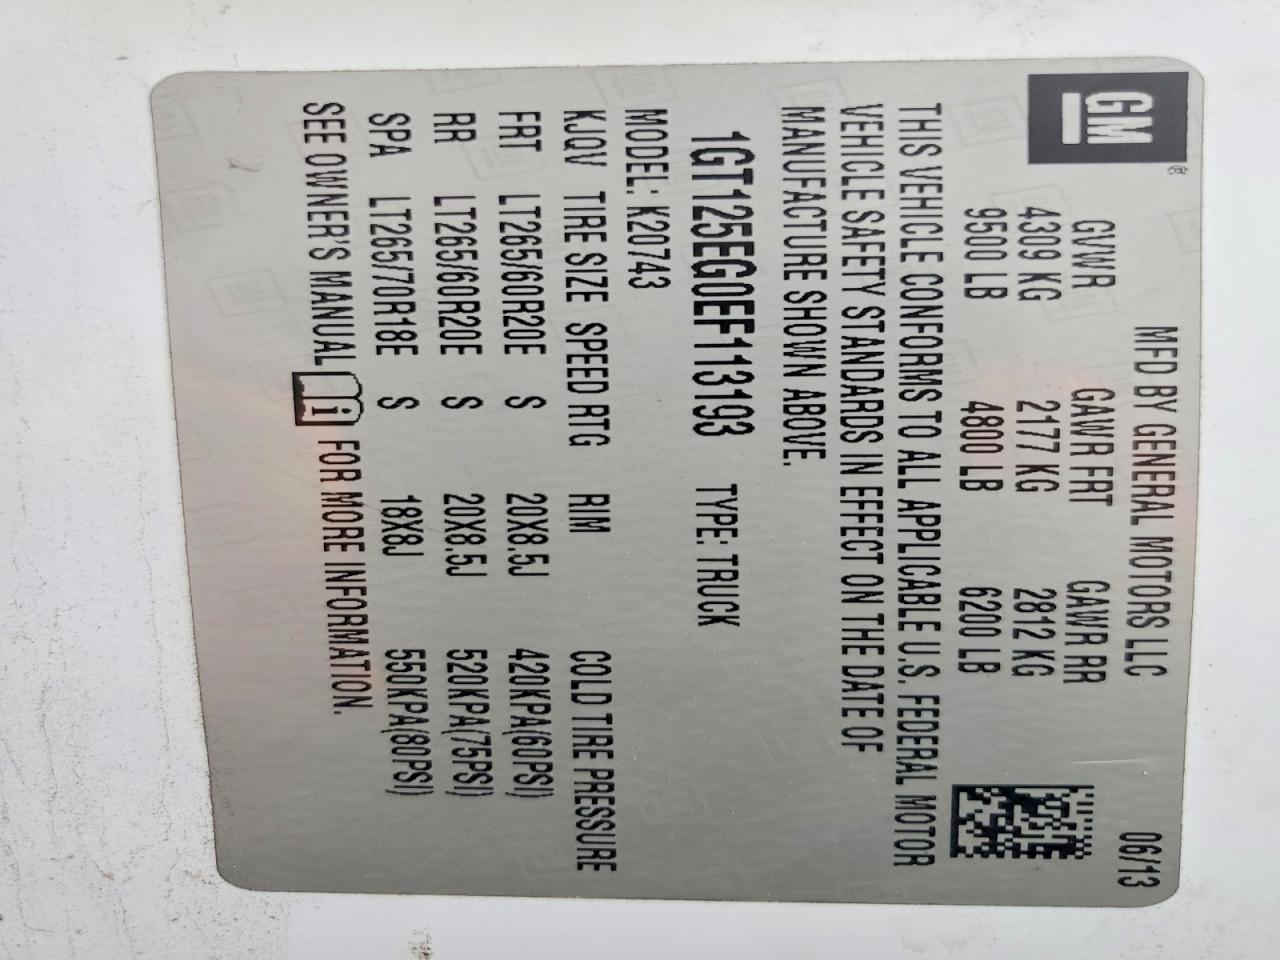 GM®
MFD BY GENERAL MOTORS LLC 06/13
GVWR GAWR FRT GAWR RR
4309 KG 2177 KG 2812 KG
9500 LB 4800 LB 6200 LB
THIS VEHICLE CONFORMS TO ALL APPLICABLE U.S. FEDERAL MOTOR
VEHICLE SAFETY STANDARDS IN EFFECT ON THE DATE OF
MANUFACTURE SHOWN ABOVE.
1GT125EG0EF113193 TYPE: TRUCK
MODEL: K20743
KJQV TIRE SIZE SPEED RTG RIM COLD TIRE PRESSURE
FRT LT265/60R20E S 20X8.5J 420KPA(60PSI)
RR LT265/60R20E S 20X8.5J 520KPA(75PSI)
SPA LT265/70R18E S 18X8J 550KPA(80PSI)
SEE OWNER'S MANUAL i FOR MORE INFORMATION.